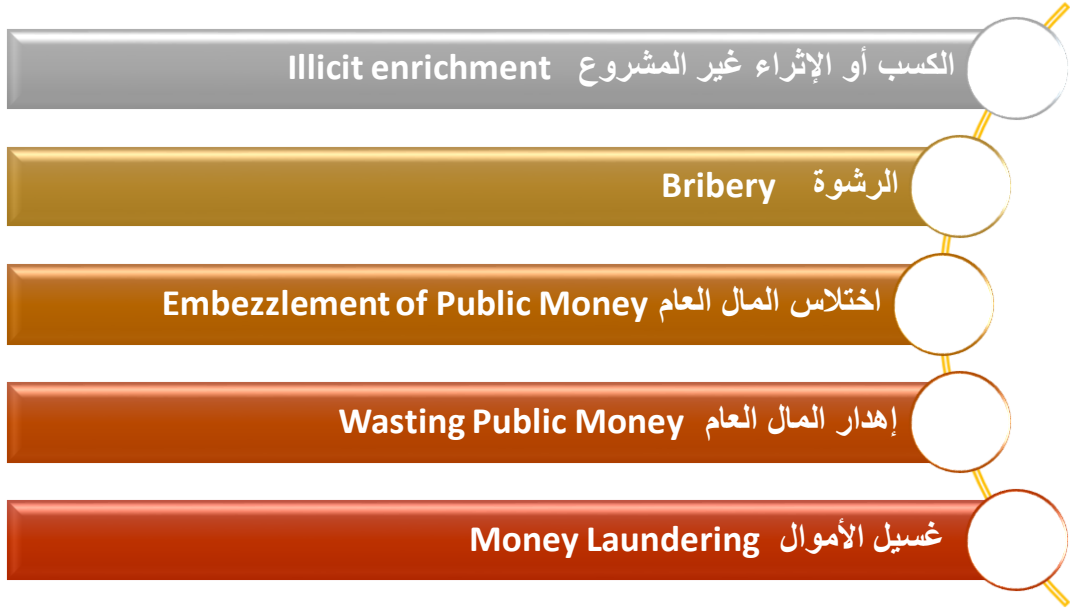 الكسب أو الإثراء غير المشروع Illicit enrichment
الرشوة Bribery
اختلاس المال العام Embezzlement of Public Money
إهدار المال العام Wasting Public Money
غسيل الأموال Money Laundering